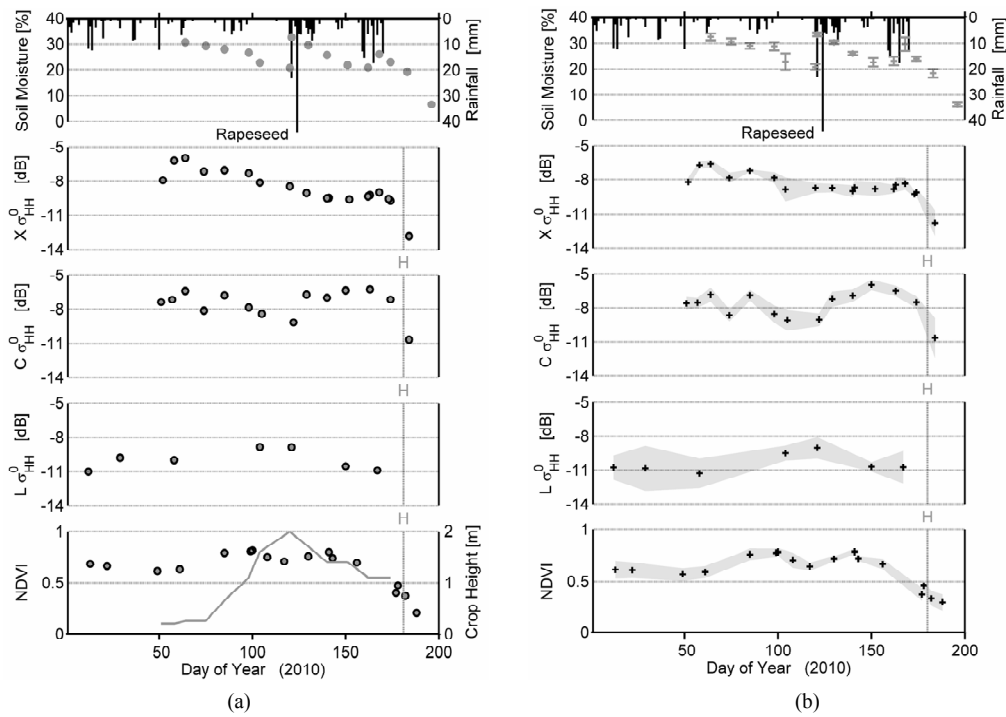 Soil Moisture [%]
40
30
20
10
0
0
10
20
30
40
Rainfall [mm]
Rapeseed
X σ⁰HH [dB]
-5
-8
-11
-14
H
C σ⁰HH [dB]
-5
-8
-11
-14
H
L σ⁰HH [dB]
-5
-8
-11
-14
H
NDVI
1
0.5
0
2
1
0
Crop Height [m]
50
100
150
200
Day of Year (2010)
(a)
Soil Moisture [%]
40
30
20
10
0
0
10
20
30
40
Rainfall [mm]
Rapeseed
X σ⁰HH [dB]
-5
-8
-11
-14
H
C σ⁰HH [dB]
-5
-8
-11
-14
H
L σ⁰HH [dB]
-5
-8
-11
-14
H
NDVI
1
0.5
0
50
100
150
200
Day of Year (2010)
(b)